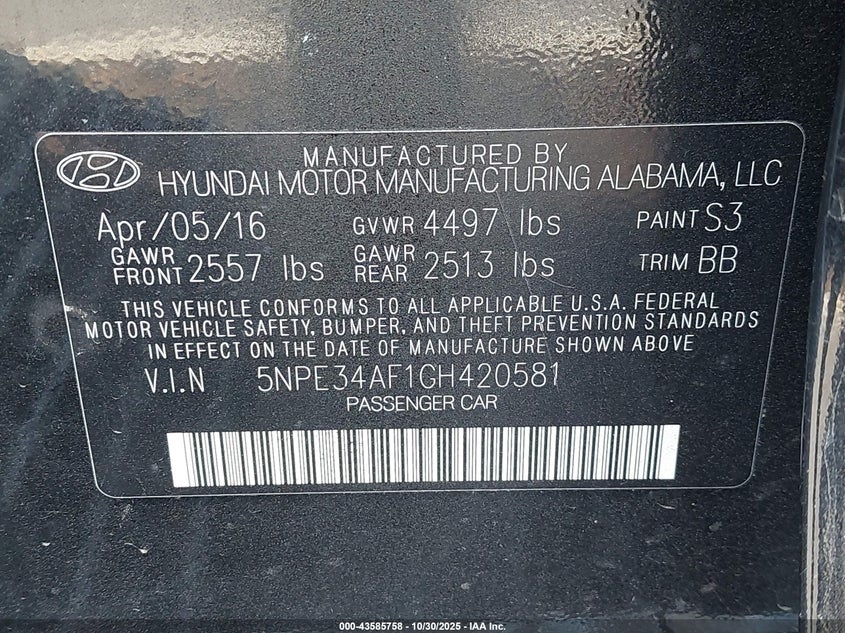 MANUFACTURED BY
HYUNDAI MOTOR MANUFACTURING ALABAMA, LLC
Apr/05/16 GVWR 4497 lbs PAINT S3
GAWR FRONT 2557 lbs GAWR REAR 2513 lbs TRIM BB
THIS VEHICLE CONFORMS TO ALL APPLICABLE U.S.A. FEDERAL
MOTOR VEHICLE SAFETY, BUMPER, AND THEFT PREVENTION STANDARDS
IN EFFECT ON THE DATE OF MANUFACTURE SHOWN ABOVE
V.I.N 5NPE34AF1GH420581
PASSENGER CAR
000-43585758 - 10/30/2025 - IAA Inc.